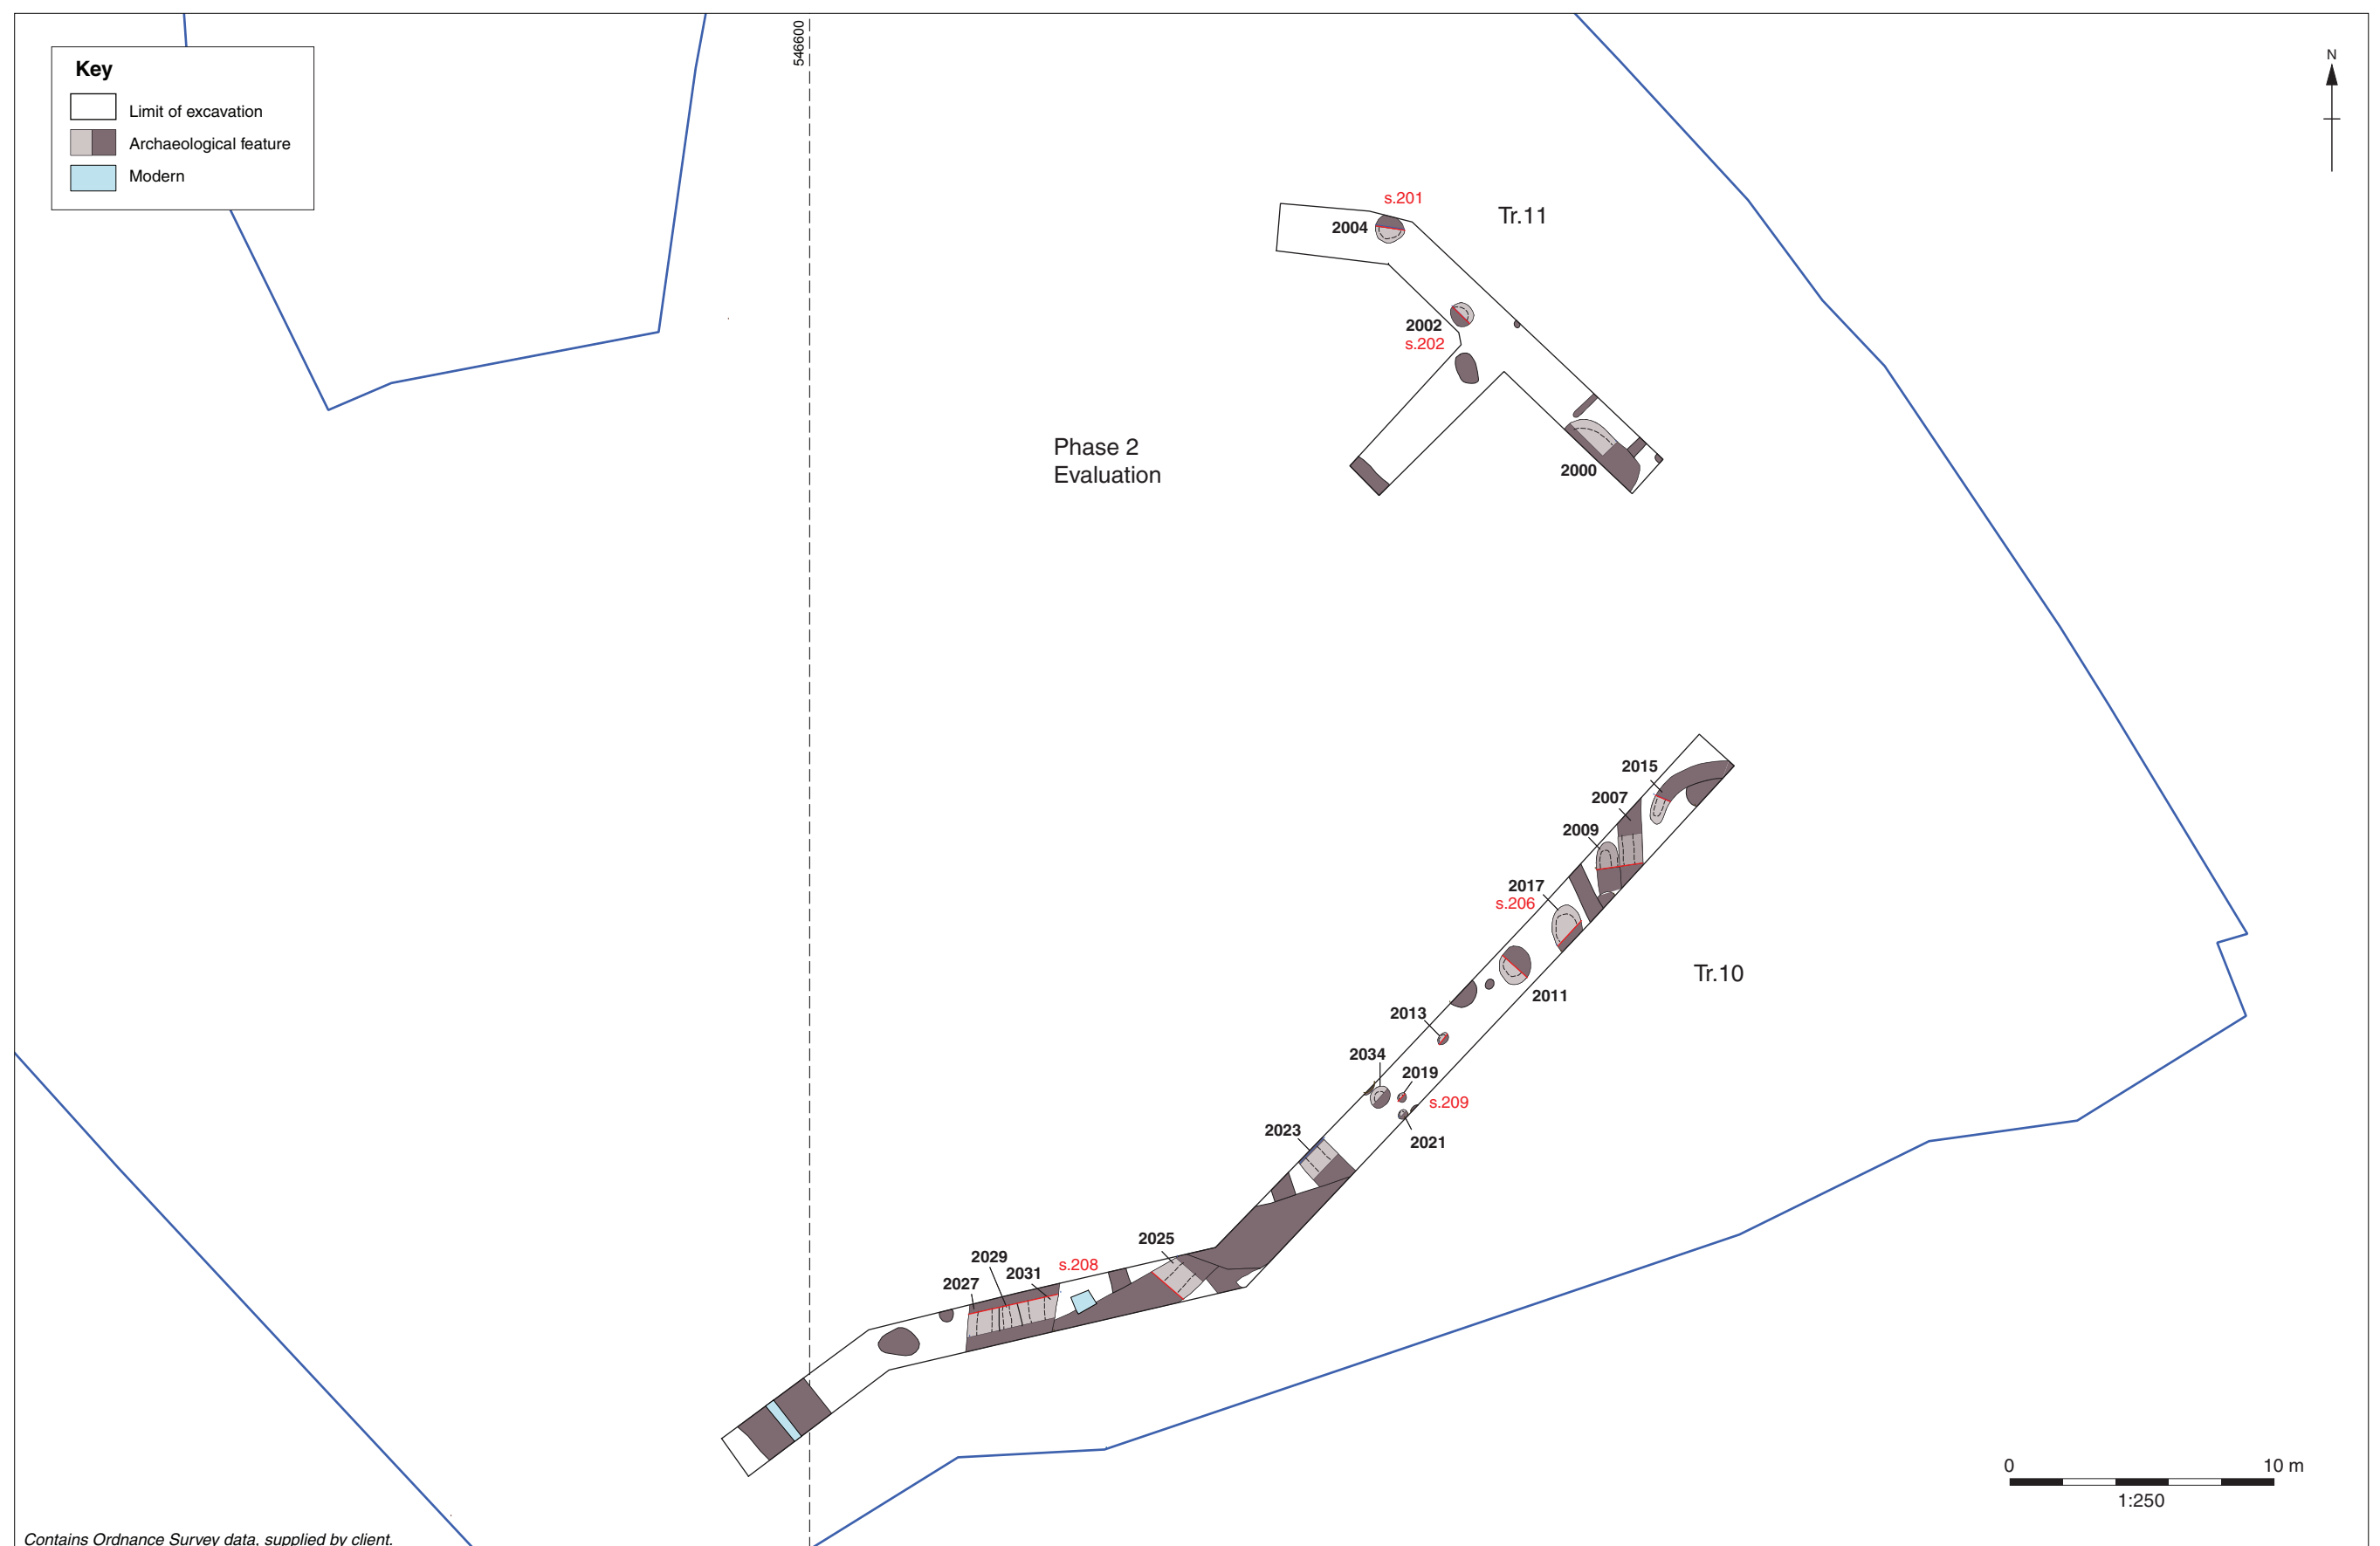 Key
Limit of excavation
Archaeological feature
Modern
546600
N
s.201
Tr.11
2004
2002
s.202
Phase 2
Evaluation
2000
2015
2007
2009
2017
s.206
Tr.10
2011
2013
2034
2019
s.209
2023
2021
2025
2029
s.208
2031
2027
0 10 m
1:250
Contains Ordnance Survey data, supplied by client.